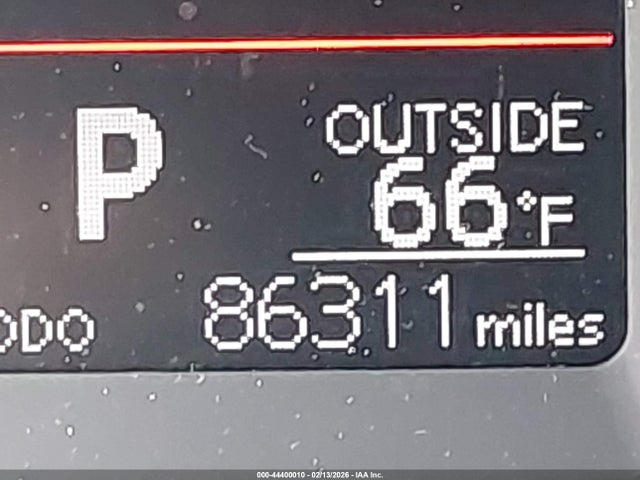 P
OUTSIDE
66°F
ODO 86311 miles
000-44400010 - 02/13/2026 - IAA Inc.